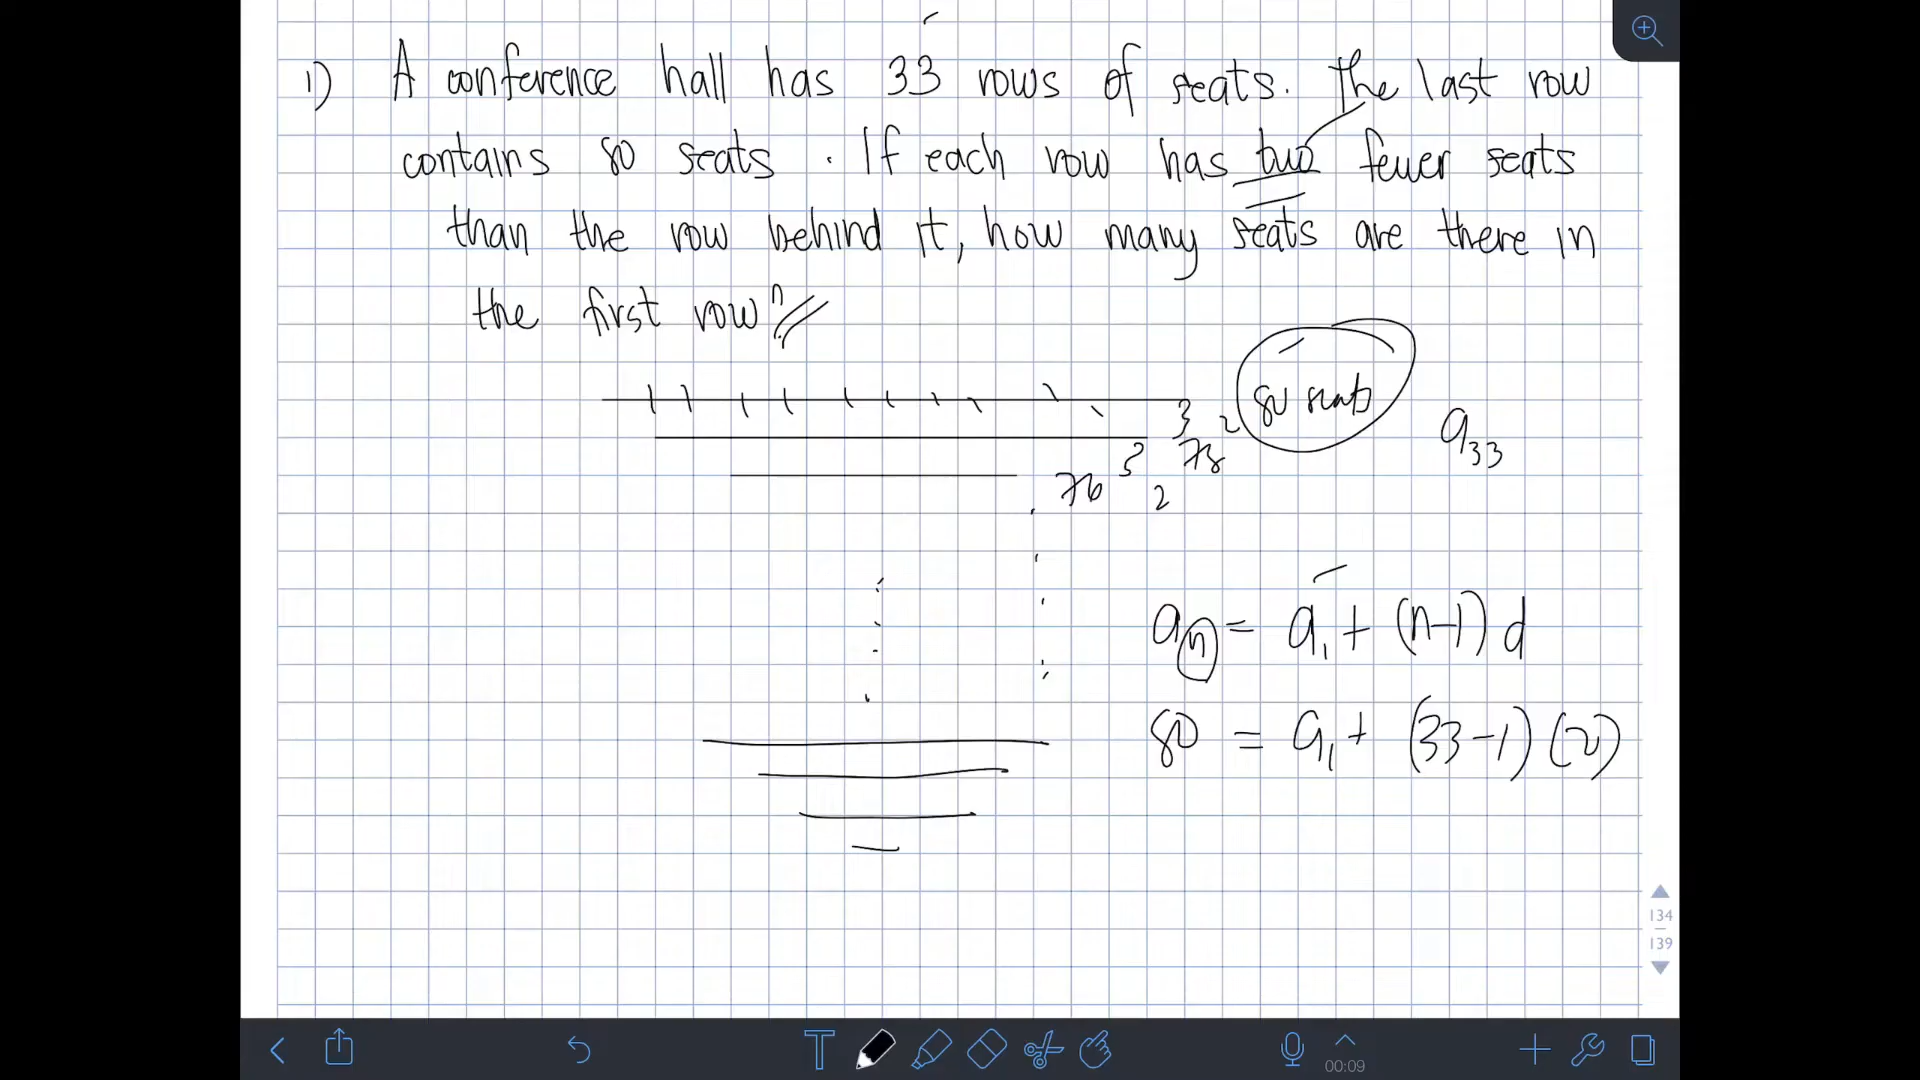 1) A conference hall has 33 rows of seats. The last row
contains 80 seats. If each row has two fewer seats
than the row behind it, how many seats are there in
the first row?
80 seats
2
78
a₃₃
76
2
aₙ = a₁ + (n-1) d
80 = a₁ + (33-1) (2)
134
139
T
00:09